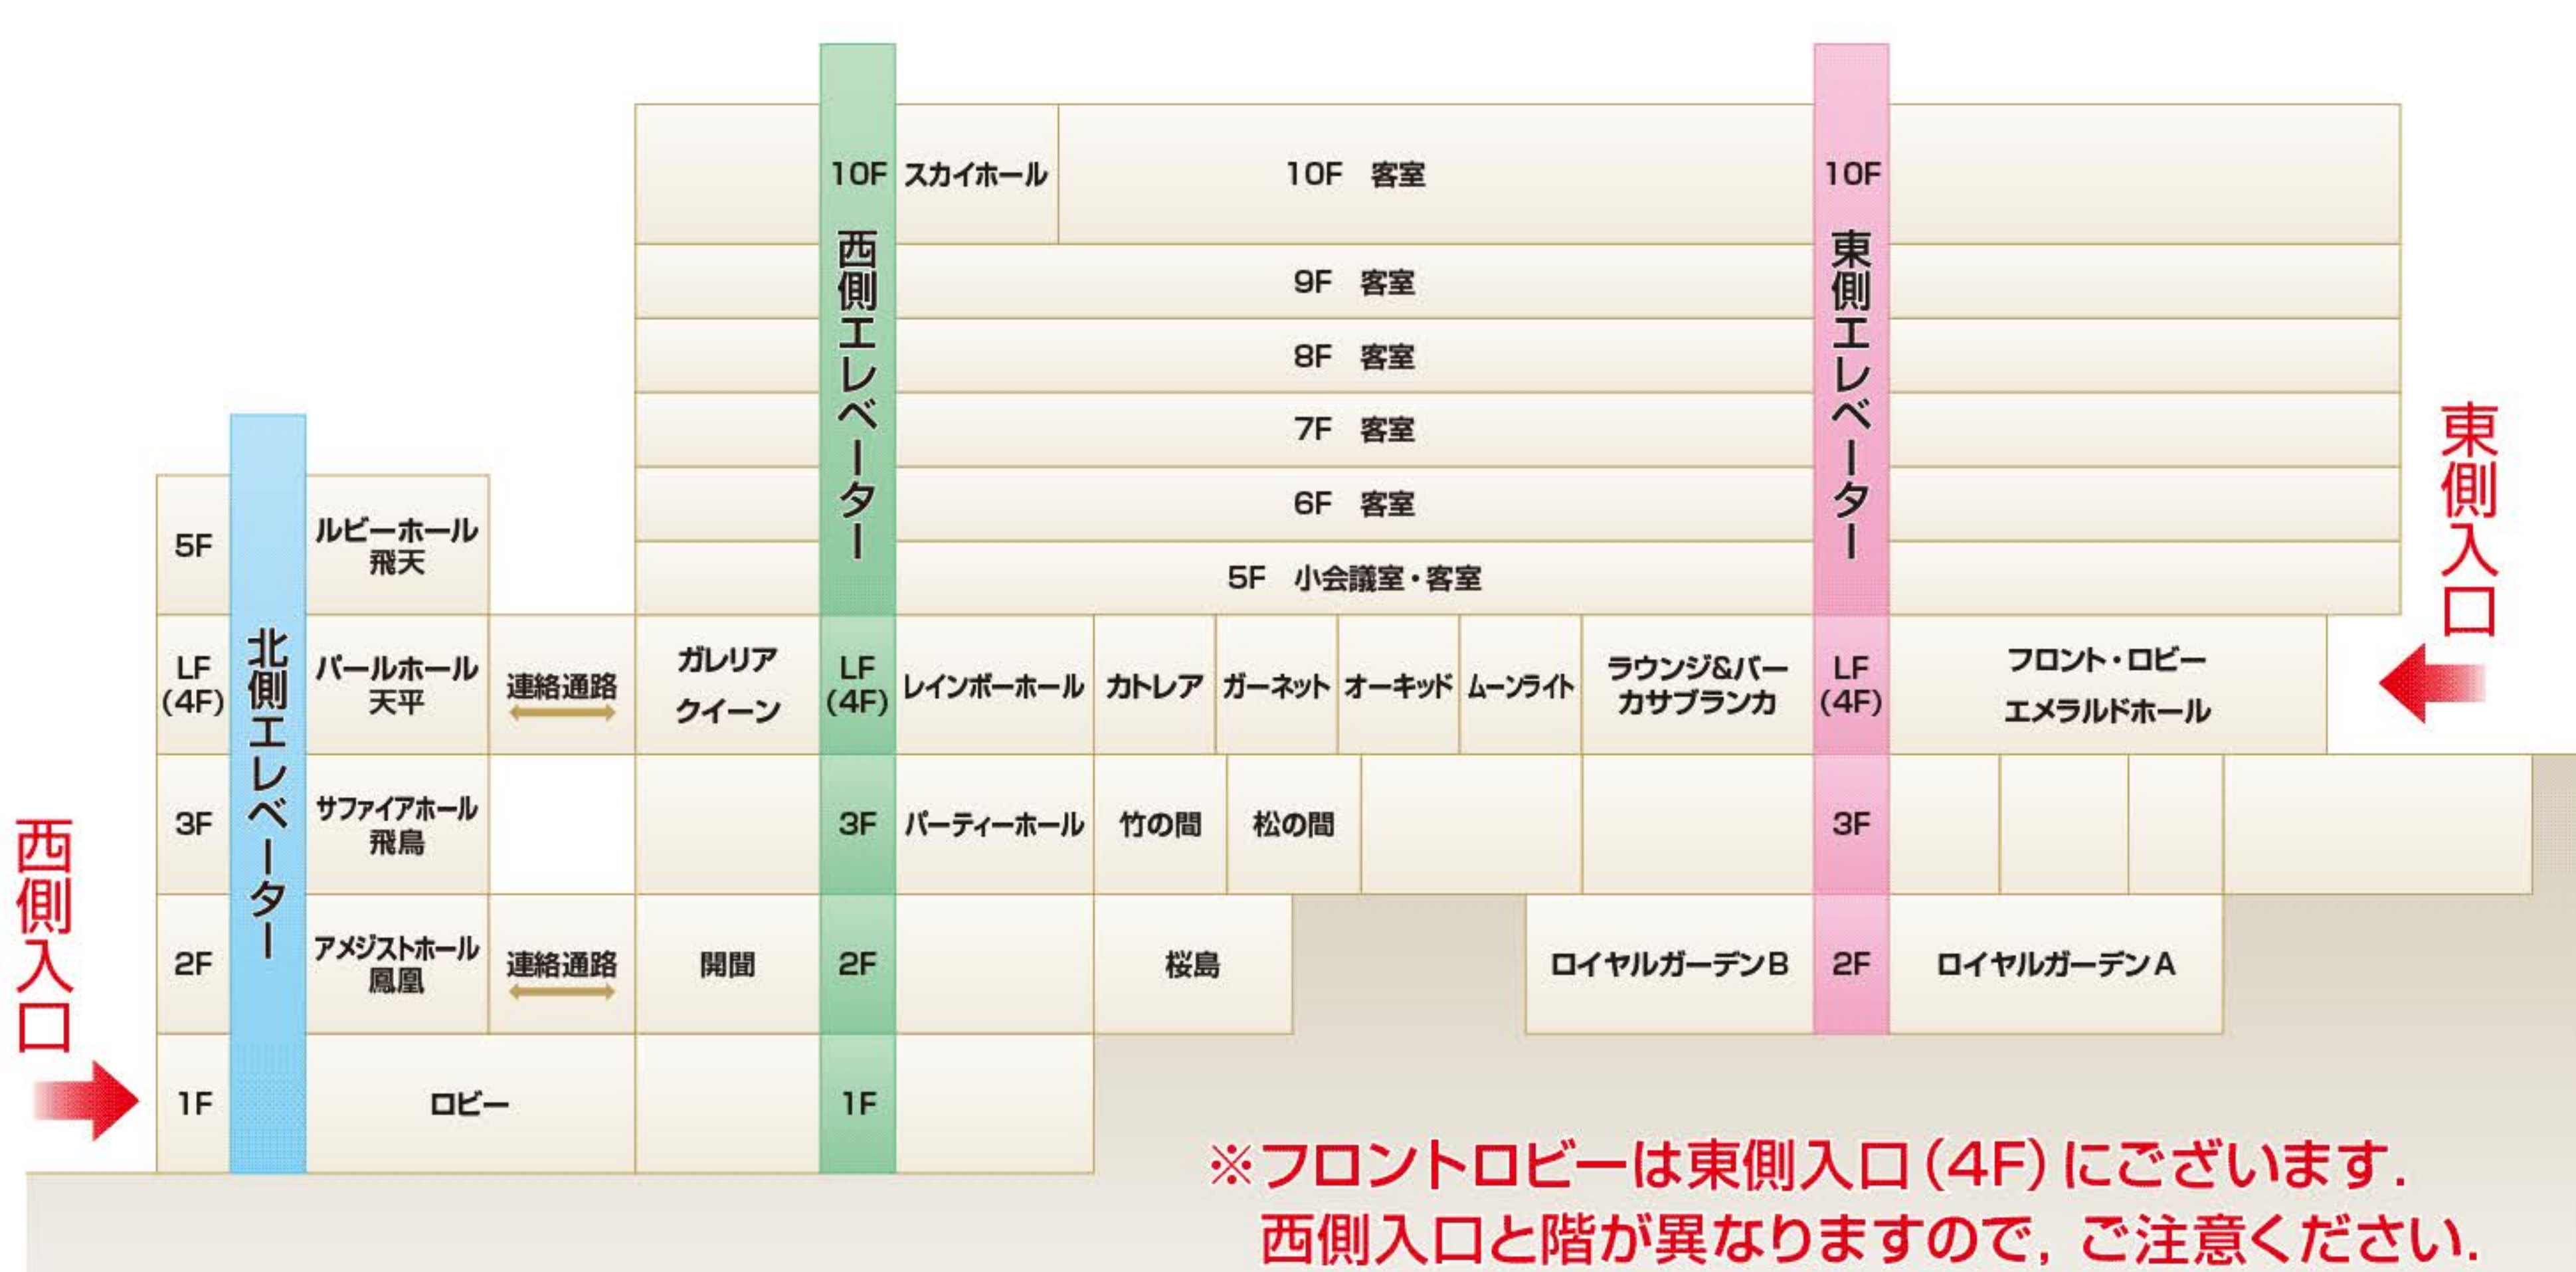 10F
スカイホール
10F 客室
10F
西側エレベーター
東側エレベーター
9F 客室
8F 客室
7F 客室
6F 客室
5F 小会議室・客室
東側入口
5F
ルビーホール
飛天
北側エレベーター
LF
(4F)
パールホール
天平
連絡通路
ガレリア
クイーン
LF
(4F)
レインボーホール
カトレア
ガーネット
オーキッド
ムーンライト
ラウンジ&バー
カサブランカ
LF
(4F)
フロント・ロビー
エメラルドホール
3F
サファイアホール
飛鳥
3F
パーティーホール
竹の間
松の間
3F
西側入口
2F
アメジストホール
鳳凰
連絡通路
開聞
2F
桜島
ロイヤルガーデンB
2F
ロイヤルガーデンA
1F
ロビー
1F
※フロントロビーは東側入口(4F)にございます.
西側入口と階が異なりますので, ご注意ください.